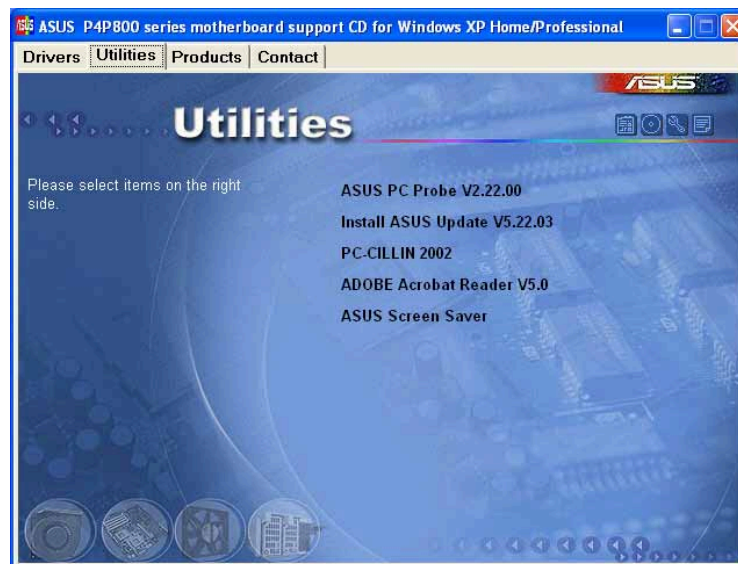 ASUS P4P800 series motherboard support CD for Windows XP Home/Professional
Drivers Utilities Products Contact
ASUS
Utilities
Please select items on the right
side.
ASUS PC Probe V2.22.00
Install ASUS Update V5.22.03
PC-CILLIN 2002
ADOBE Acrobat Reader V5.0
ASUS Screen Saver